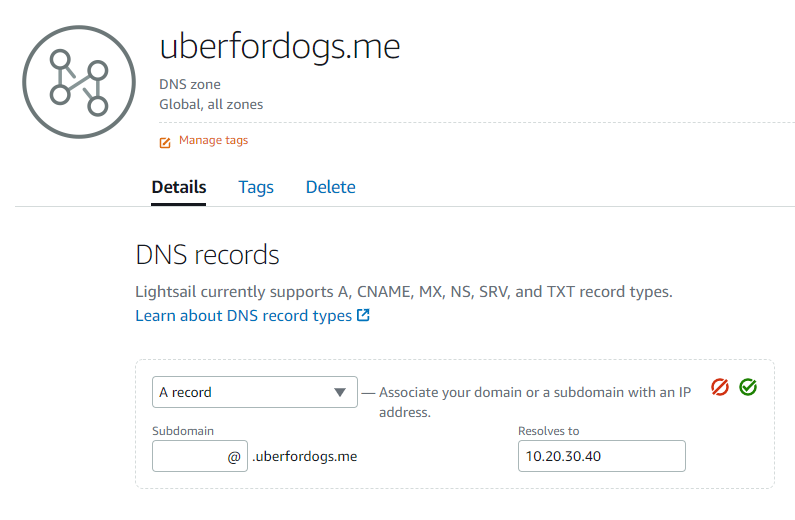 uberfordogs.me
DNS zone
Global, all zones
Manage tags
Details Tags Delete
DNS records
Lightsail currently supports A, CNAME, MX, NS, SRV, and TXT record types.
Learn about DNS record types
A record — Associate your domain or a subdomain with an IP
address.
Subdomain Resolves to
@ .uberfordogs.me 10.20.30.40